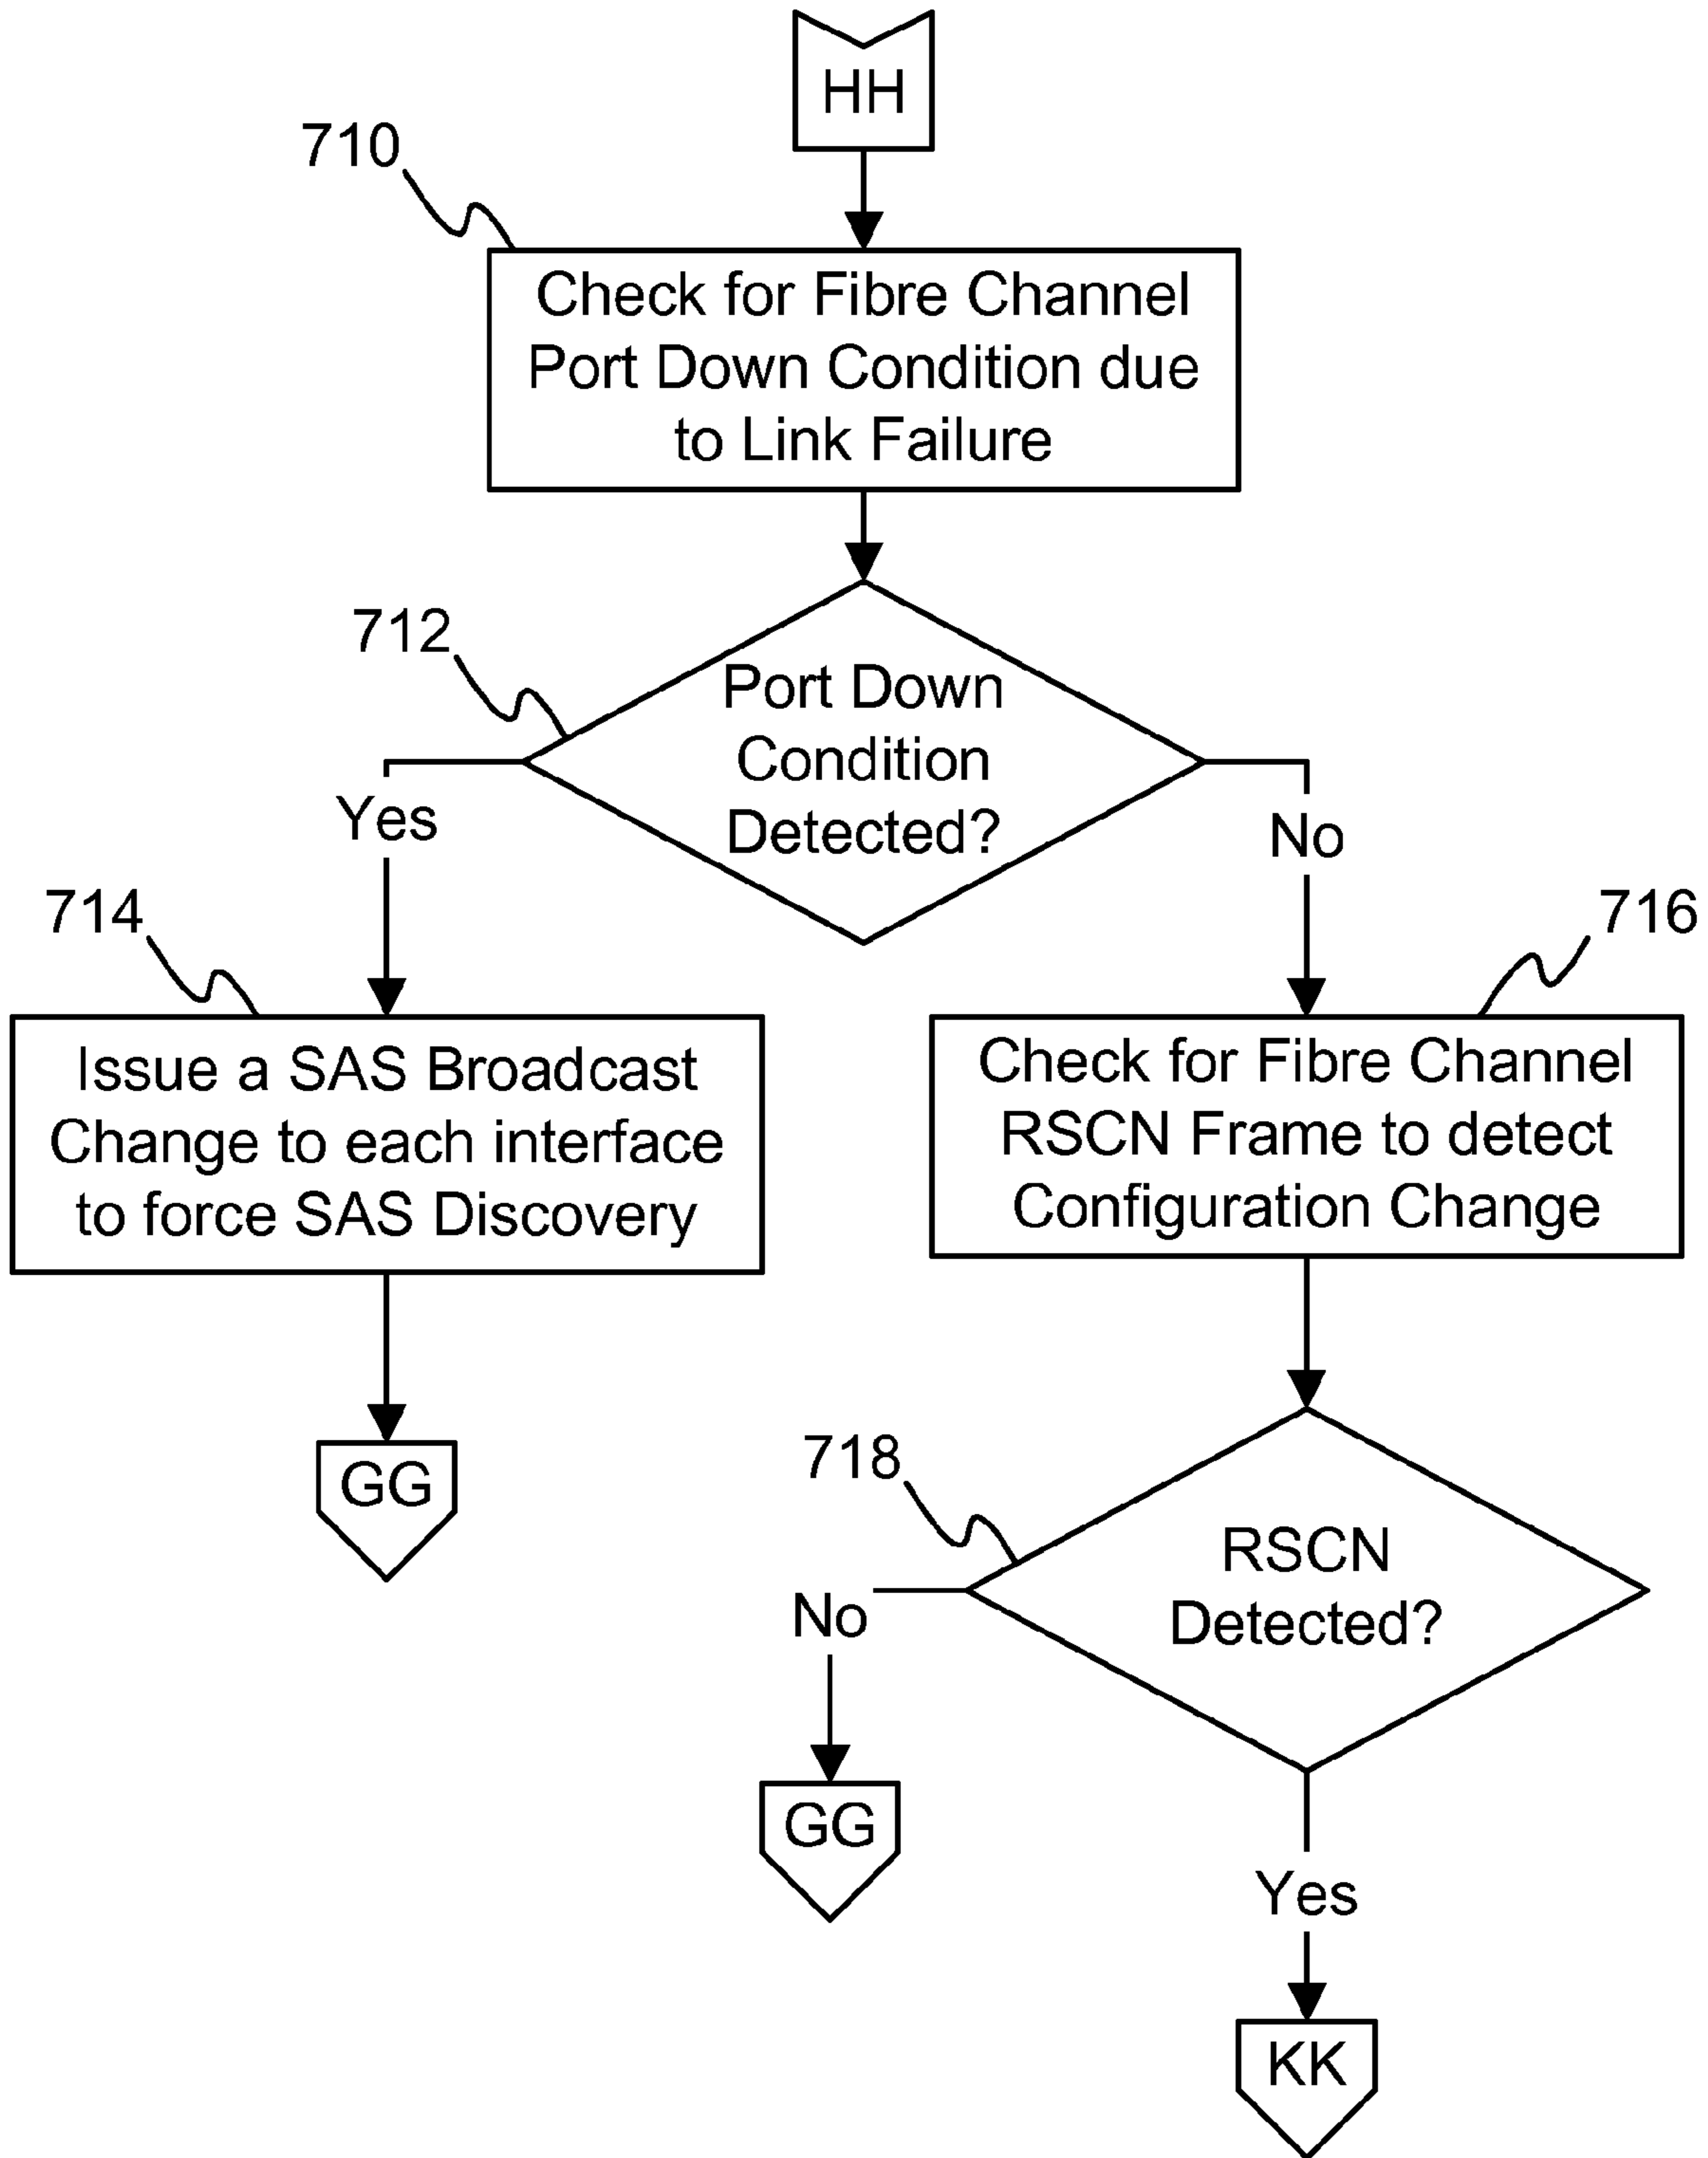 HH
710
Check for Fibre Channel
Port Down Condition due
to Link Failure
712
Port Down
Condition
Detected?
Yes
No
714
716
Issue a SAS Broadcast
Change to each interface
to force SAS Discovery
Check for Fibre Channel
RSCN Frame to detect
Configuration Change
GG
718
RSCN
Detected?
No
GG
Yes
KK